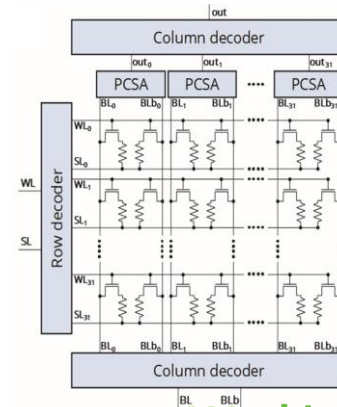 out
Column decoder
out0 out1 out31
PCSA PCSA PCSA
BL0 BLb0 BL1 BLb1 BL31 BLb31
WL0
SL0
WL
WL1
Row decoder
SL
SL1
WL31
SL31
BL0 BLb0 BL1 BLb1 BL31 BLb31
Column decoder
BL BLb